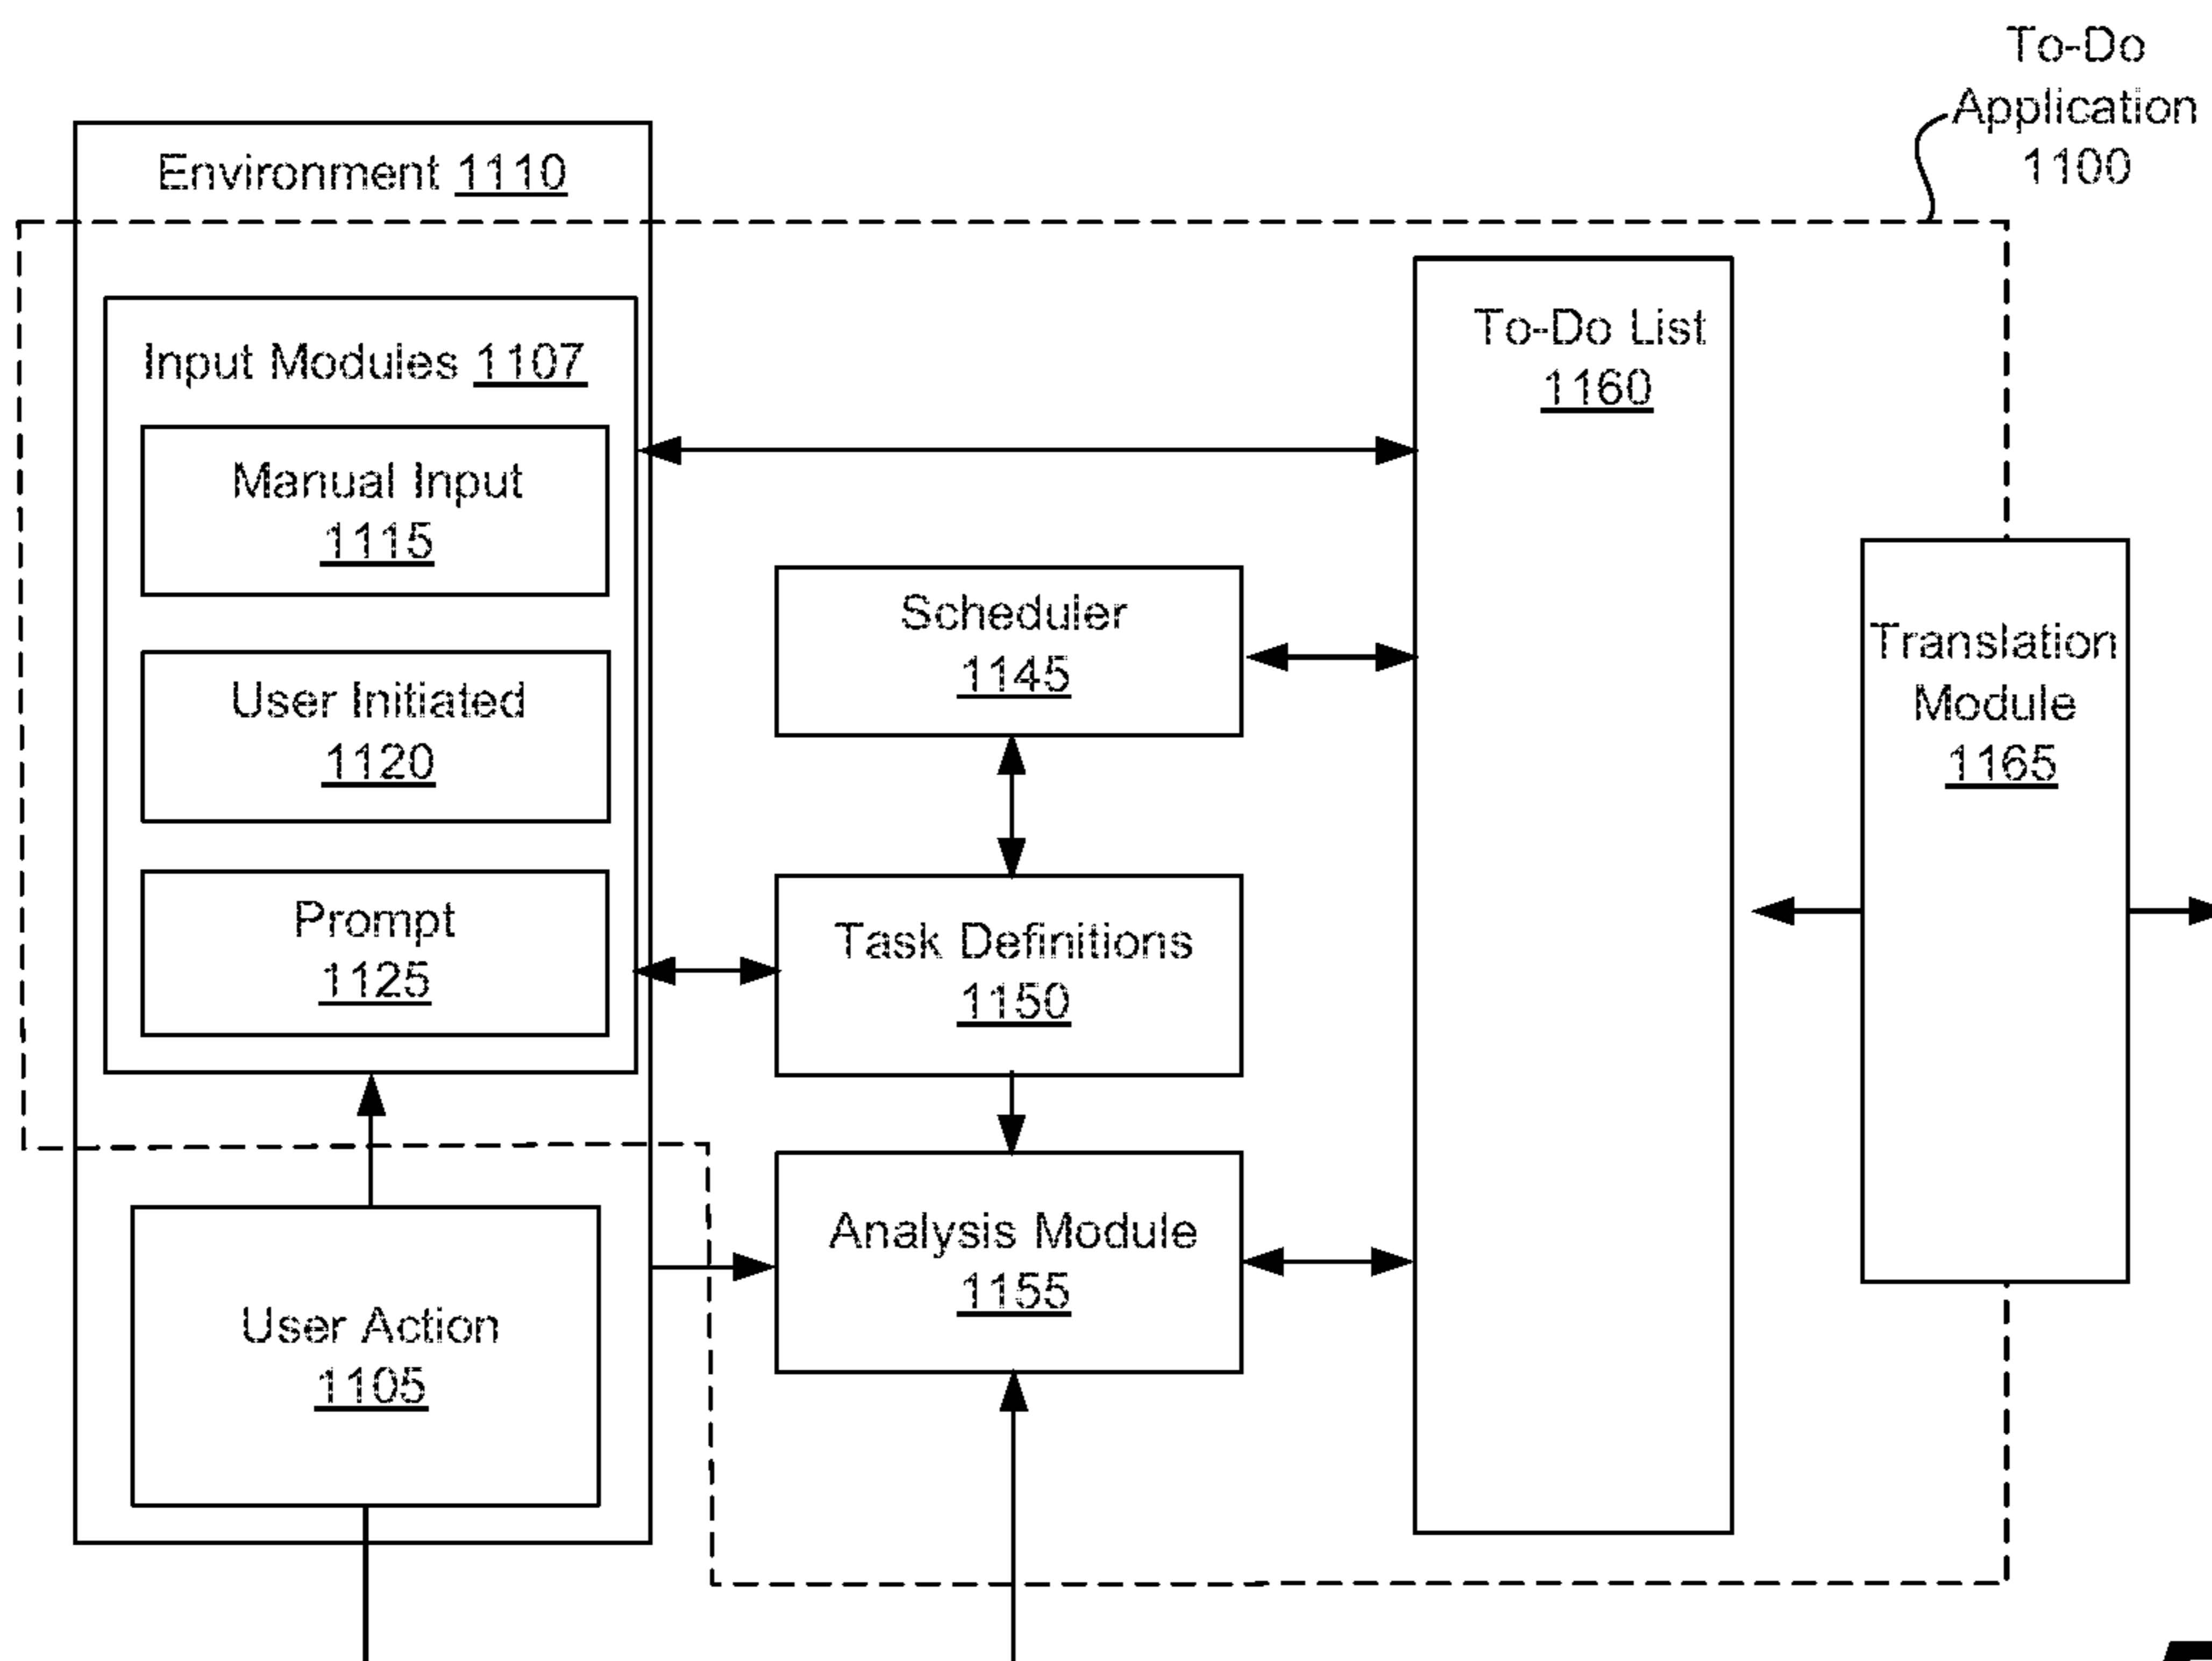 To-Do
Application
1100
Environment 1110
Input Modules 1107
Manual Input
1115
User Initiated
1120
Prompt
1125
User Action
1105
Scheduler
1145
Task Definitions
1150
Analysis Module
1155
To-Do List
1160
Translation
Module
1165